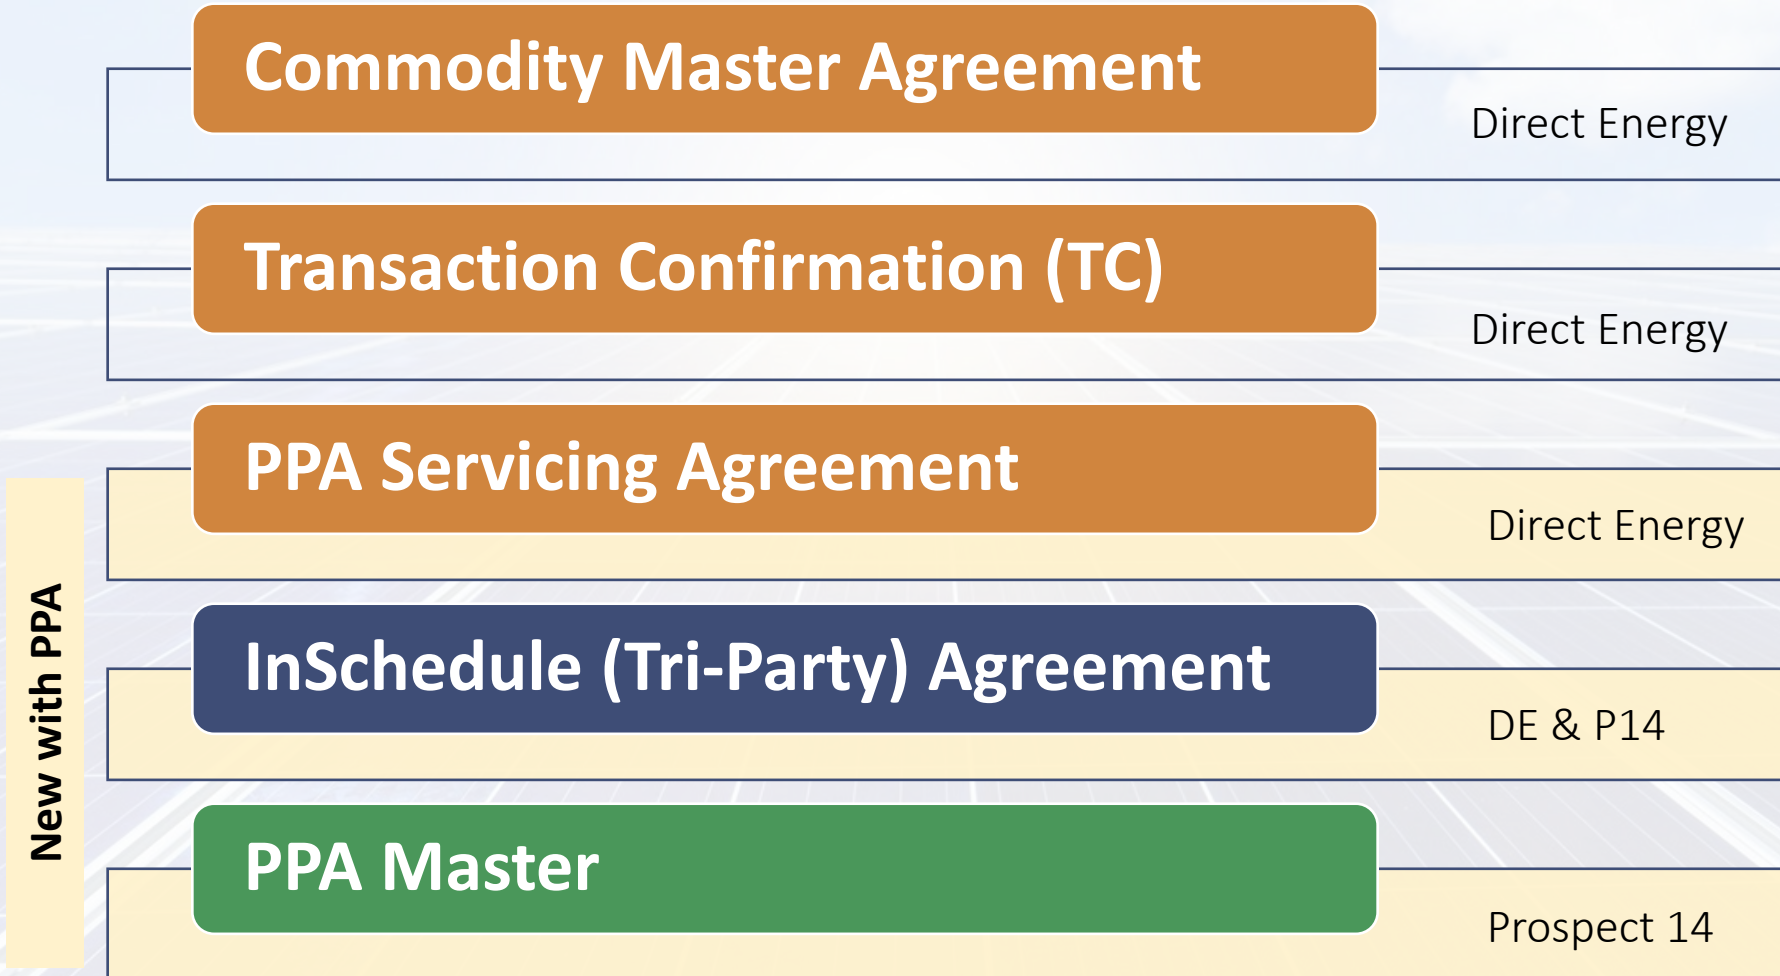 Commodity Master Agreement
Direct Energy
Transaction Confirmation (TC)
Direct Energy
PPA Servicing Agreement
Direct Energy
New with PPA
InSchedule (Tri-Party) Agreement
DE & P14
PPA Master
Prospect 14